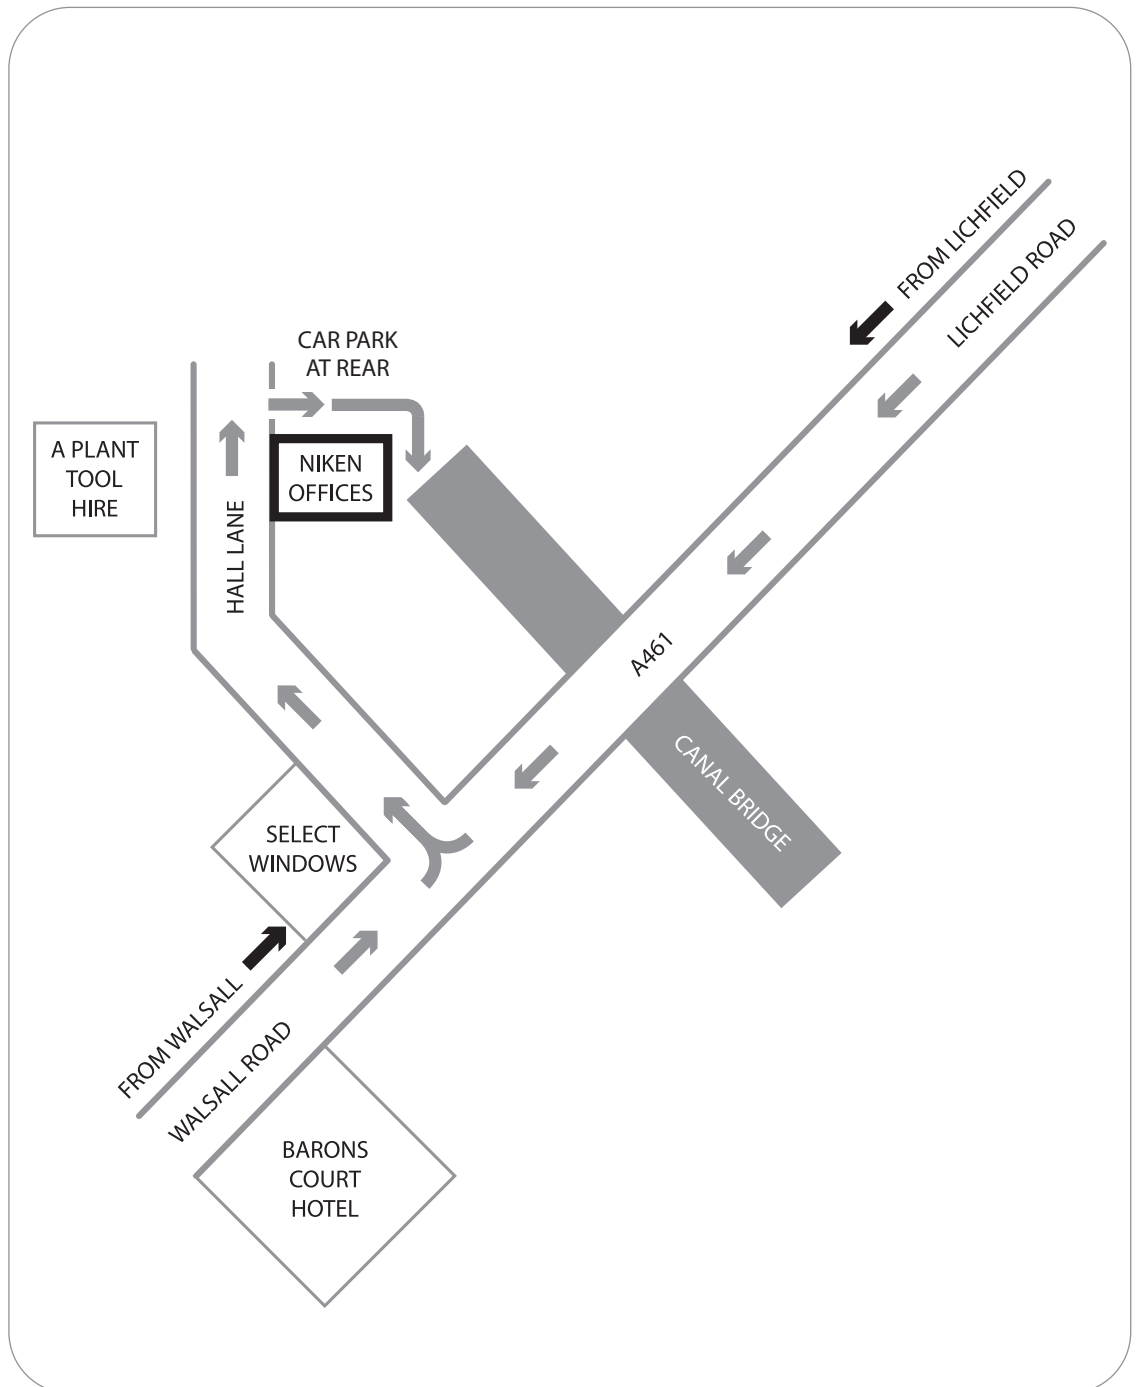 FROM LICHFIELD
LICHFIELD ROAD
CAR PARK
AT REAR
A PLANT
TOOL
HIRE
NIKEN
OFFICES
HALL LANE
A461
CANAL BRIDGE
SELECT
WINDOWS
FROM WALSALL
WALSALL ROAD
BARONS
COURT
HOTEL